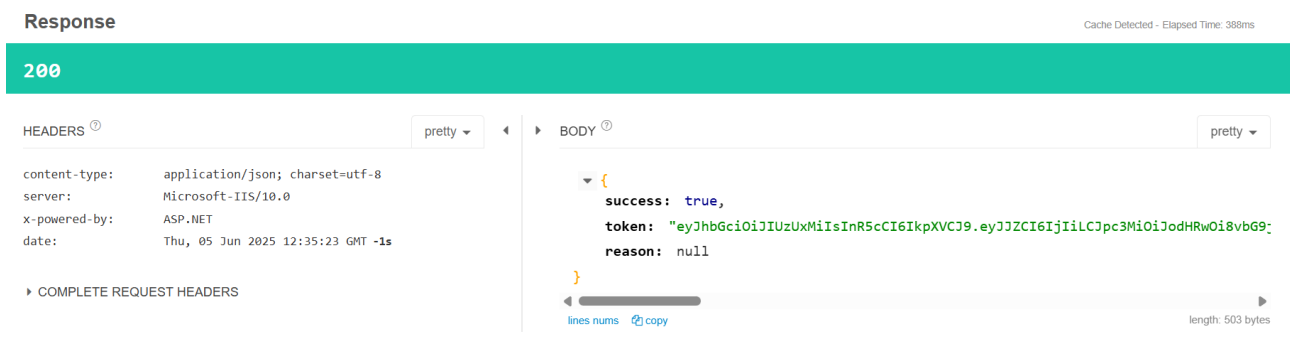 Response
Cache Detected - Elapsed Time: 388ms
200
HEADERS ?
pretty
BODY ?
pretty
content-type: application/json; charset=utf-8
server: Microsoft-IIS/10.0
x-powered-by: ASP.NET
date: Thu, 05 Jun 2025 12:35:23 GMT -1s
COMPLETE REQUEST HEADERS
{
success: true,
token: "eyJhbGciOiJIUzUxMiIsInR5cCI6IkpXVCJ9.eyJJZCI6IjIiLCJpc3MiOiJodHRwOi8vbG9j
reason: null
}
lines nums copy
length: 503 bytes